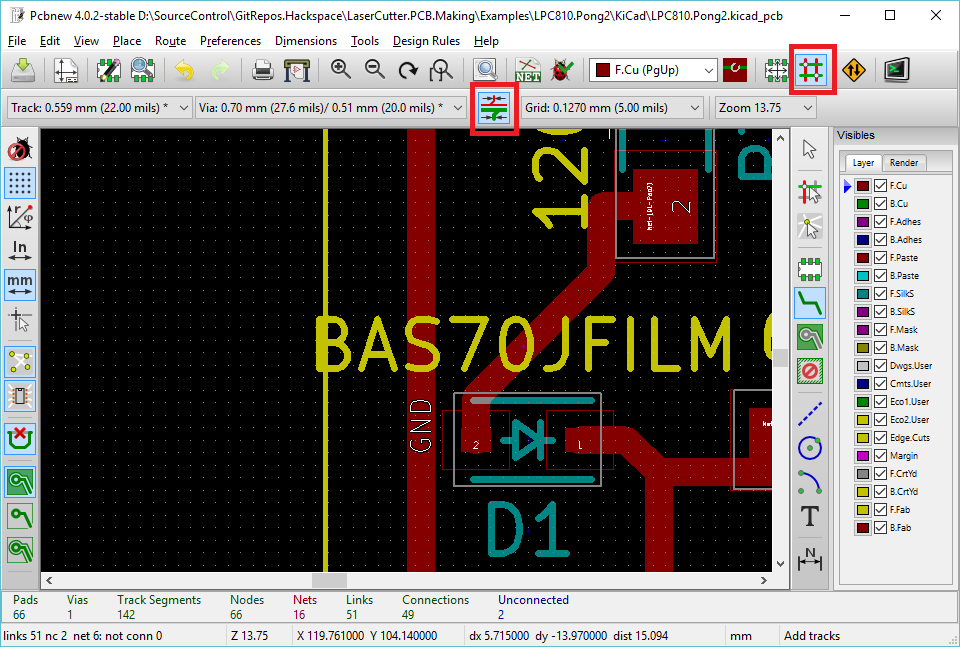 Pcbnew 4.0.2-stable D:\SourceControl\GitRepos.Hackspace\LaserCutter.PCB.Making\Examples\LPC810.Pong2\KiCad\LPC810.Pong2.kicad_pcb
File Edit View Place Route Preferences Dimensions Tools Design Rules Help
NET F.Cu (PgUp)
Track: 0.559 mm (22.00 mils) * Via: 0.70 mm (27.6 mils)/ 0.51 mm (20.0 mils) * Grid: 0.1270 mm (5.00 mils) Zoom 13.75
In
mm
120
D
2
BAS70JFILM
GND
2 1
D1
T
N
Visibles
Layer Render
F.Cu
B.Cu
F.Adhes
B.Adhes
F.Paste
B.Paste
F.SilkS
B.SilkS
F.Mask
B.Mask
Dwgs.User
Cmts.User
Eco1.User
Eco2.User
Edge.Cuts
Margin
F.CrtYd
B.CrtYd
F.Fab
B.Fab
Pads Vias Track Segments Nodes Nets Links Connections Unconnected
66 1 142 66 16 51 49 2
links 51 nc 2 net 6: not conn 0 Z 13.75 X 119.761000 Y 104.140000 dx 5.715000 dy -13.970000 dist 15.094 mm Add tracks